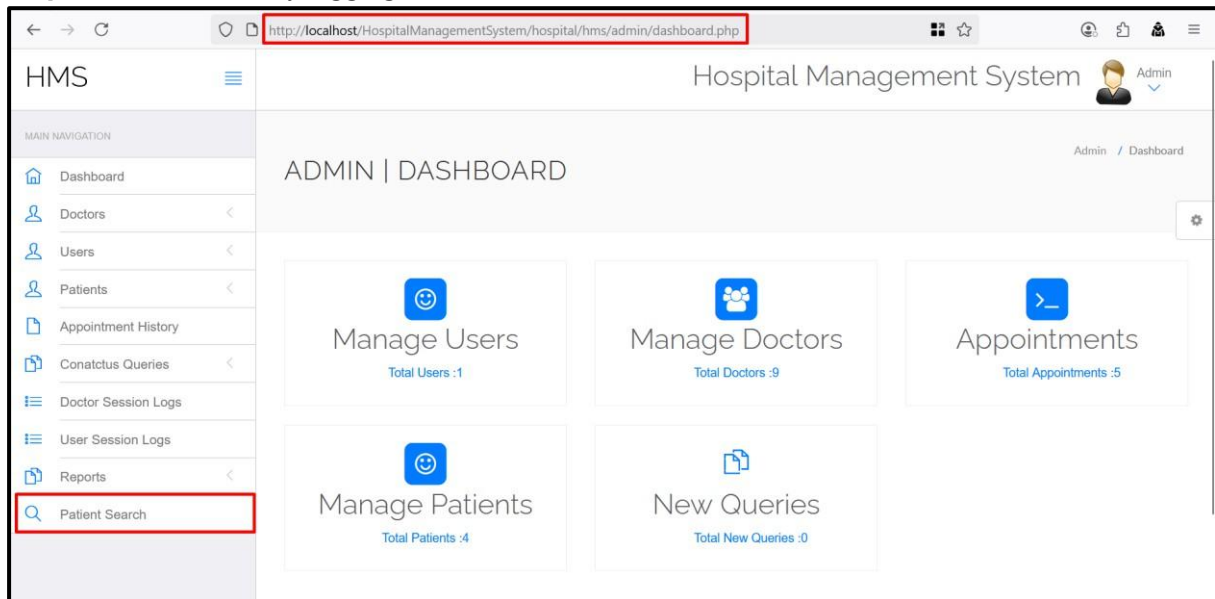 http://localhost/HospitalManagementSystem/hospital/hms/admin/dashboard.php
HMS
Hospital Management System
Admin
MAIN NAVIGATION
Dashboard
Doctors
Users
Patients
Appointment History
Conatctus Queries
Doctor Session Logs
User Session Logs
Reports
Patient Search
ADMIN | DASHBOARD
Admin / Dashboard
Manage Users
Total Users :1
Manage Doctors
Total Doctors :9
Appointments
Total Appointments :5
Manage Patients
Total Patients :4
New Queries
Total New Queries :0